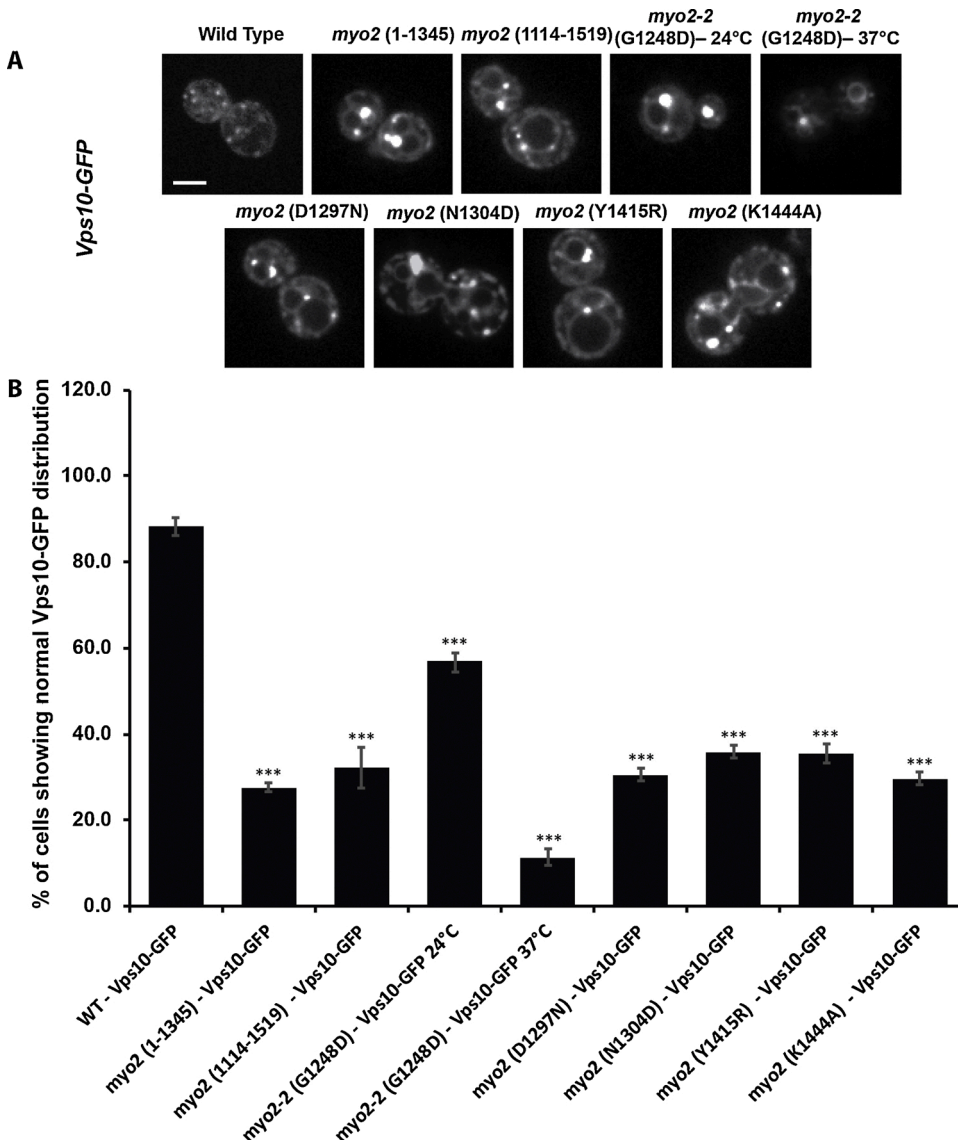 Wild Type
myo2 (1-1345)
myo2 (1114-1519)
myo2-2
(G1248D)– 24°C
myo2-2
(G1248D)– 37°C
A
Vps10-GFP
myo2 (D1297N)
myo2 (N1304D)
myo2 (Y1415R)
myo2 (K1444A)
B
% of cells showing normal Vps10-GFP distribution
120.0
100.0
80.0
60.0
40.0
20.0
0.0
***
***
***
***
***
***
***
***
WT - Vps10-GFP
myo2 (1-1345) - Vps10-GFP
myo2 (1114-1519) - Vps10-GFP
myo2-2 (G1248D) - Vps10-GFP 24°C
myo2-2 (G1248D) - Vps10-GFP 37°C
myo2 (D1297N) - Vps10-GFP
myo2 (N1304D) - Vps10-GFP
myo2 (Y1415R) - Vps10-GFP
myo2 (K1444A) - Vps10-GFP